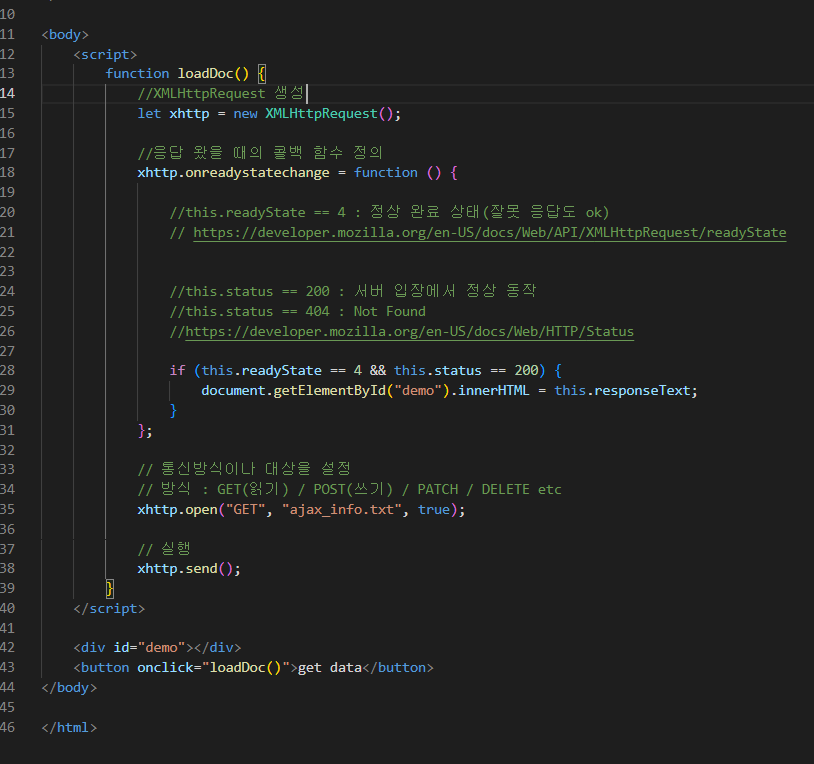 10
11 <body>
12 <script>
13 function loadDoc() {
14 //XMLHttpRequest 생성
15 let xhttp = new XMLHttpRequest();
16
17 //응답 왔을 때의 콜백 함수 정의
18 xhttp.onreadystatechange = function () {
19
20 //this.readyState == 4 : 정상 완료 상태(잘못 응답도 ok)
21 // https://developer.mozilla.org/en-US/docs/Web/API/XMLHttpRequest/readyState
22
23
24 //this.status == 200 : 서버 입장에서 정상 동작
25 //this.status == 404 : Not Found
26 //https://developer.mozilla.org/en-US/docs/Web/HTTP/Status
27
28 if (this.readyState == 4 && this.status == 200) {
29 document.getElementById("demo").innerHTML = this.responseText;
30 }
31 };
32
33 // 통신방식이나 대상을 설정
34 // 방식 : GET(읽기) / POST(쓰기) / PATCH / DELETE etc
35 xhttp.open("GET", "ajax_info.txt", true);
36
37 // 실행
38 xhttp.send();
39 }
40 </script>
41
42 <div id="demo"></div>
43 <button onclick="loadDoc()">get data</button>
44 </body>
45
46 </html>